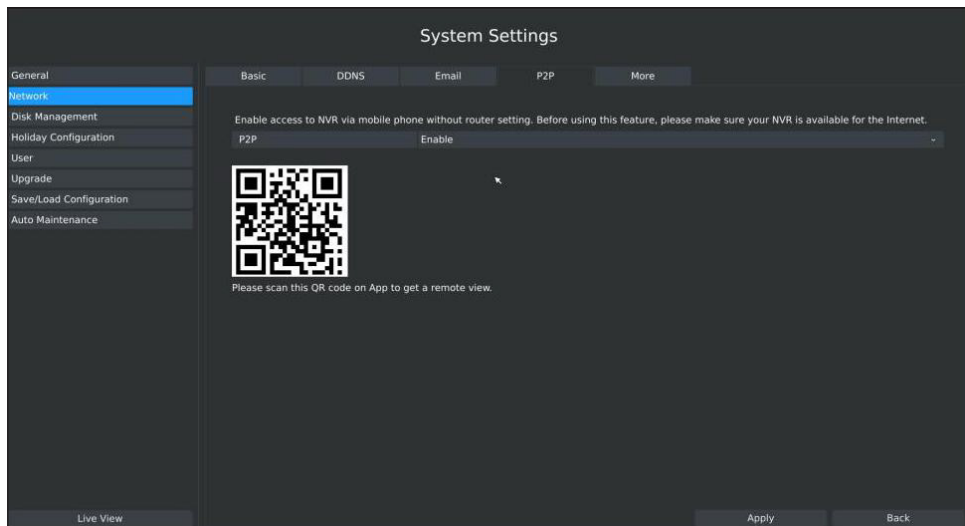 System Settings
General
Network
Disk Management
Holiday Configuration
User
Upgrade
Save/Load Configuration
Auto Maintenance
Basic DDNS Email P2P More
Enable access to NVR via mobile phone without router setting. Before using this feature, please make sure your NVR is available for the Internet.
P2P Enable
Please scan this QR code on App to get a remote view.
Live View Apply Back